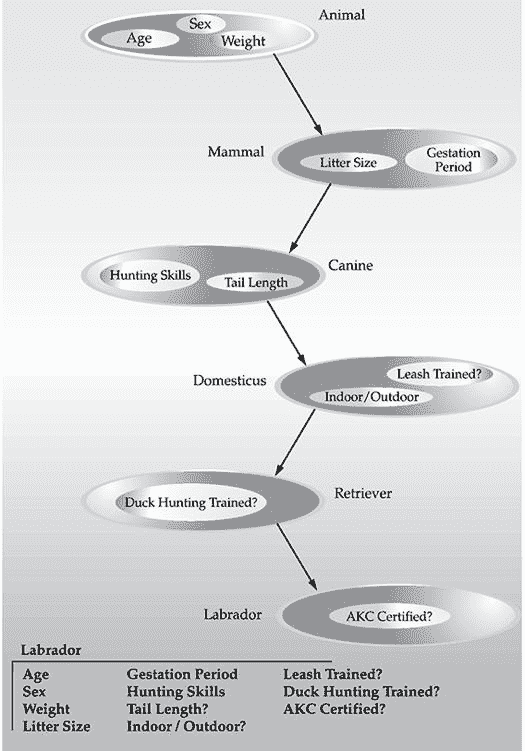 Animal
Sex
Age
Weight
Mammal
Litter Size
Gestation
Period
Canine
Hunting Skills
Tail Length
Domesticus
Leash Trained?
Indoor/Outdoor
Retriever
Duck Hunting Trained?
Labrador
AKC Certified?
Labrador
Age Gestation Period Leash Trained?
Sex Hunting Skills Duck Hunting Trained?
Weight Tail Length? AKC Certified?
Litter Size Indoor / Outdoor?